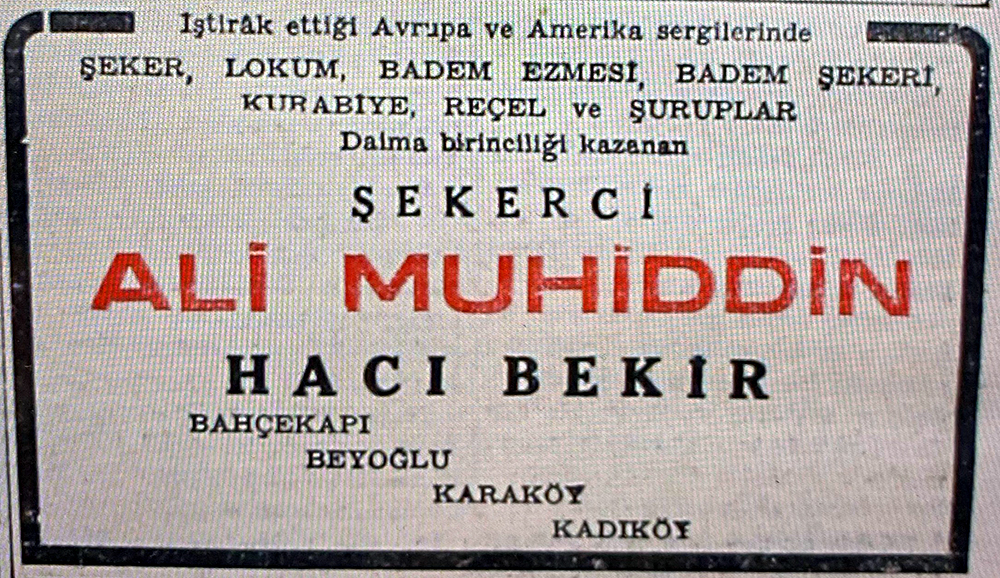 İştirâk ettiği Avrupa ve Amerika sergilerinde
ŞEKER, LOKUM, BADEM EZMESİ, BADEM ŞEKERİ,
KURABİYE, REÇEL ve ŞURUPLAR
Daima birinciliği kazanan
ŞEKERCİ
ALİ MUHİDDİN
HACI BEKİR
BAHÇEKAPI
BEYOĞLU
KARAKÖY
KADIKÖY